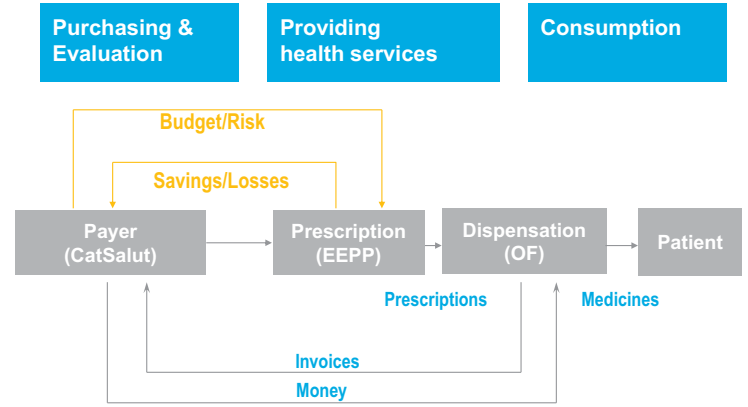 Purchasing &
Evaluation
Providing
health services
Consumption
Budget/Risk
Savings/Losses
Payer
(CatSalut)
Prescription
(EEPP)
Dispensation
(OF)
Patient
Prescriptions
Medicines
Invoices
Money